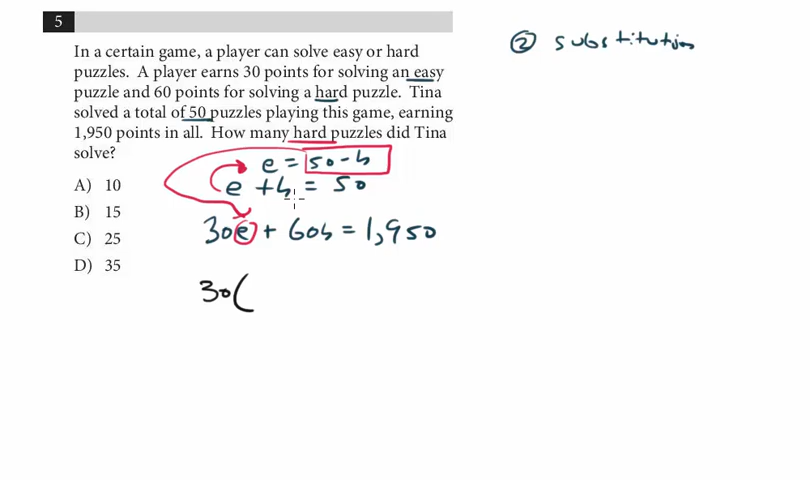 5
② substitution
In a certain game, a player can solve easy or hard
puzzles. A player earns 30 points for solving an easy
puzzle and 60 points for solving a hard puzzle. Tina
solved a total of 50 puzzles playing this game, earning
1,950 points in all. How many hard puzzles did Tina
solve?
e = 50 - h
A) 10
e + h = 50
B) 15
30e + 60h = 1,950
C) 25
D) 35
30(